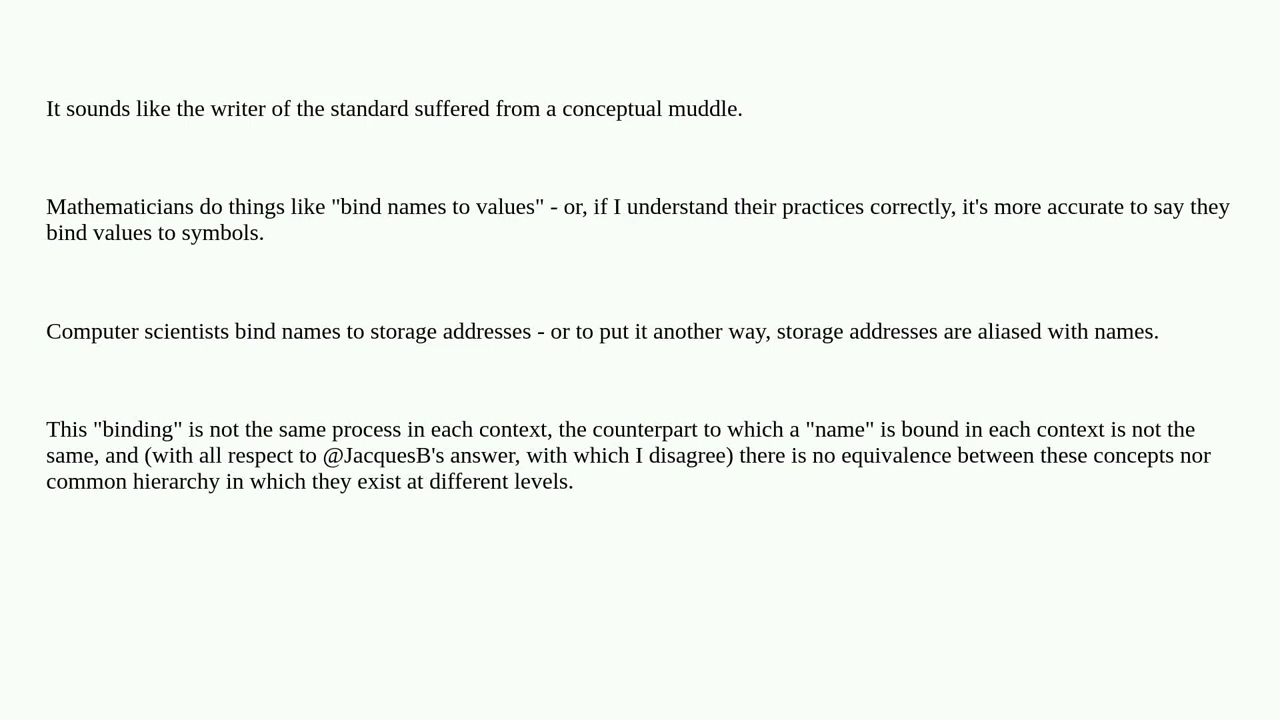 It sounds like the writer of the standard suffered from a conceptual muddle.
Mathematicians do things like "bind names to values" - or, if I understand their practices correctly, it's more accurate to say they
bind values to symbols.
Computer scientists bind names to storage addresses - or to put it another way, storage addresses are aliased with names.
This "binding" is not the same process in each context, the counterpart to which a "name" is bound in each context is not the
same, and (with all respect to @JacquesB's answer, with which I disagree) there is no equivalence between these concepts nor
common hierarchy in which they exist at different levels.